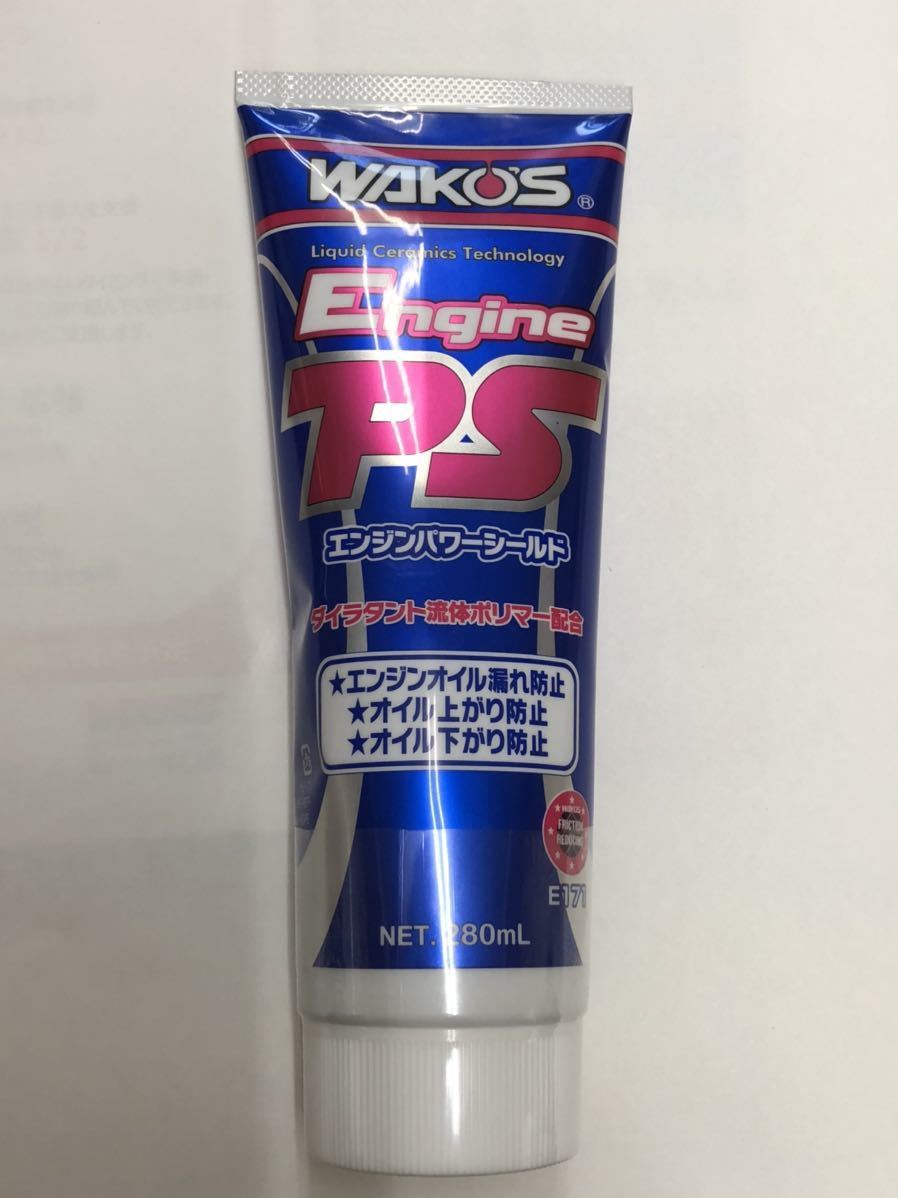 WAKO'S®
Liquid Ceramics Technology
Engine
PS
エンジンパワーシールド
ダイラタント流体ポリマー配合
★エンジンオイル漏れ防止
★オイル上がり防止
★オイル下がり防止
WAKO'S
FRICTION
REDUCING
E171
NET. 280mL